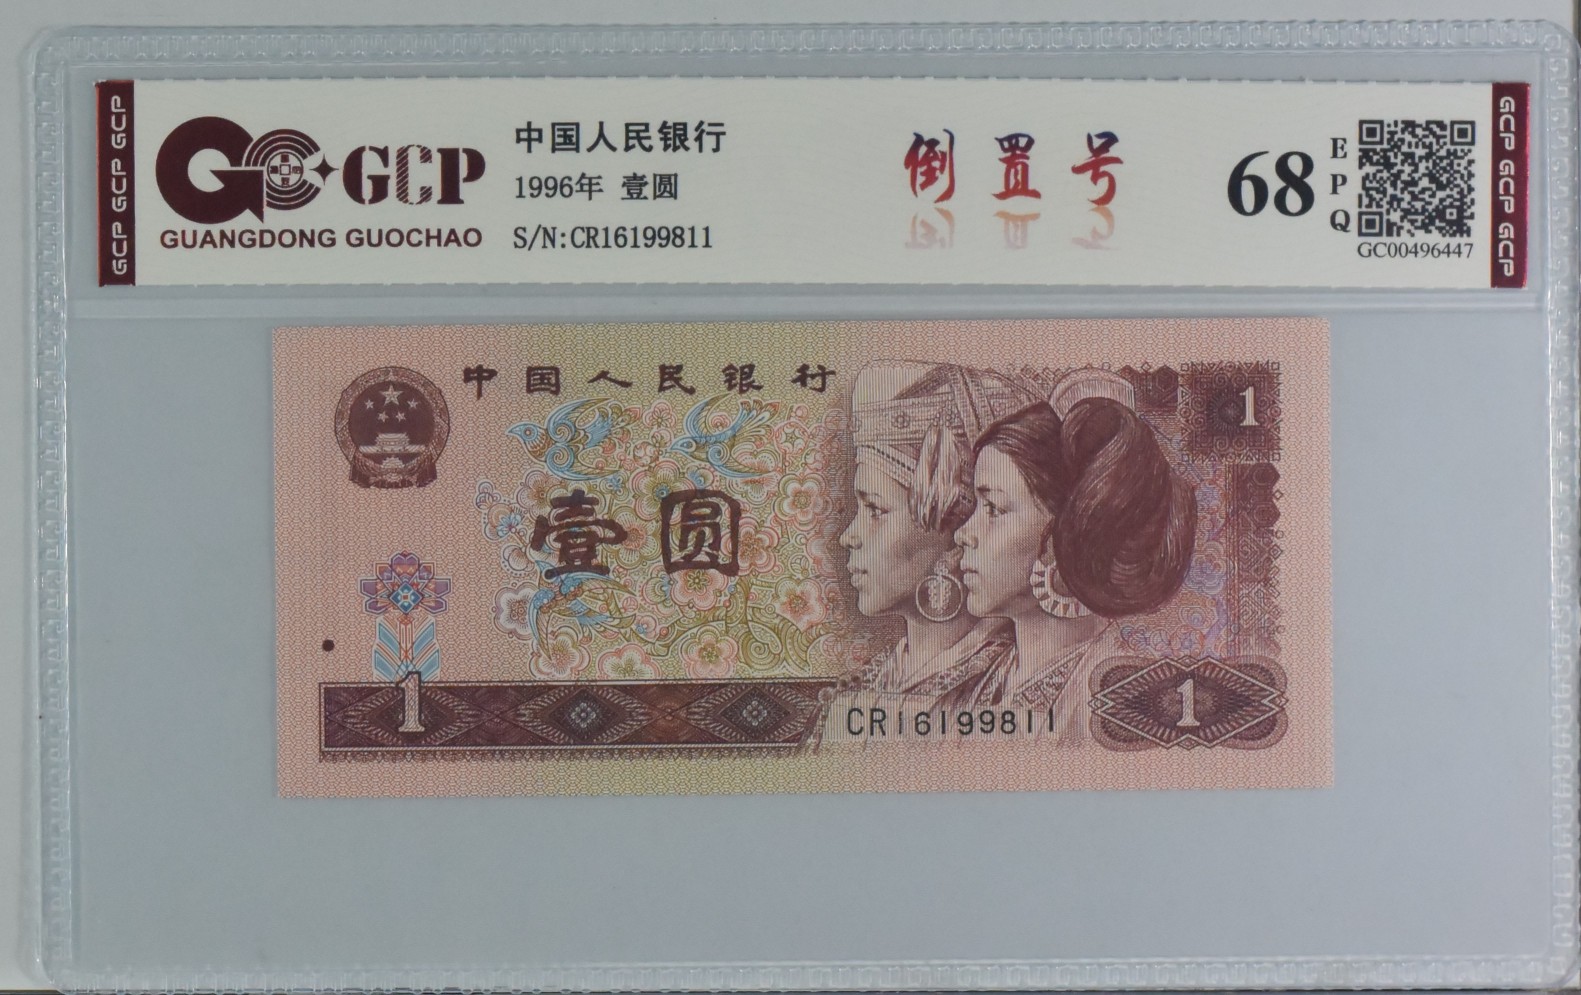 GCP GCP GCP
GCP
GUANGDONG GUOCHAO
中国人民银行
1996年 壹圆
S/N:CR16199811
倒置号
68
EPQ
GC00496447
GCP GCP GCP
中国人民银行
1
壹圆
1
CR16199811
1